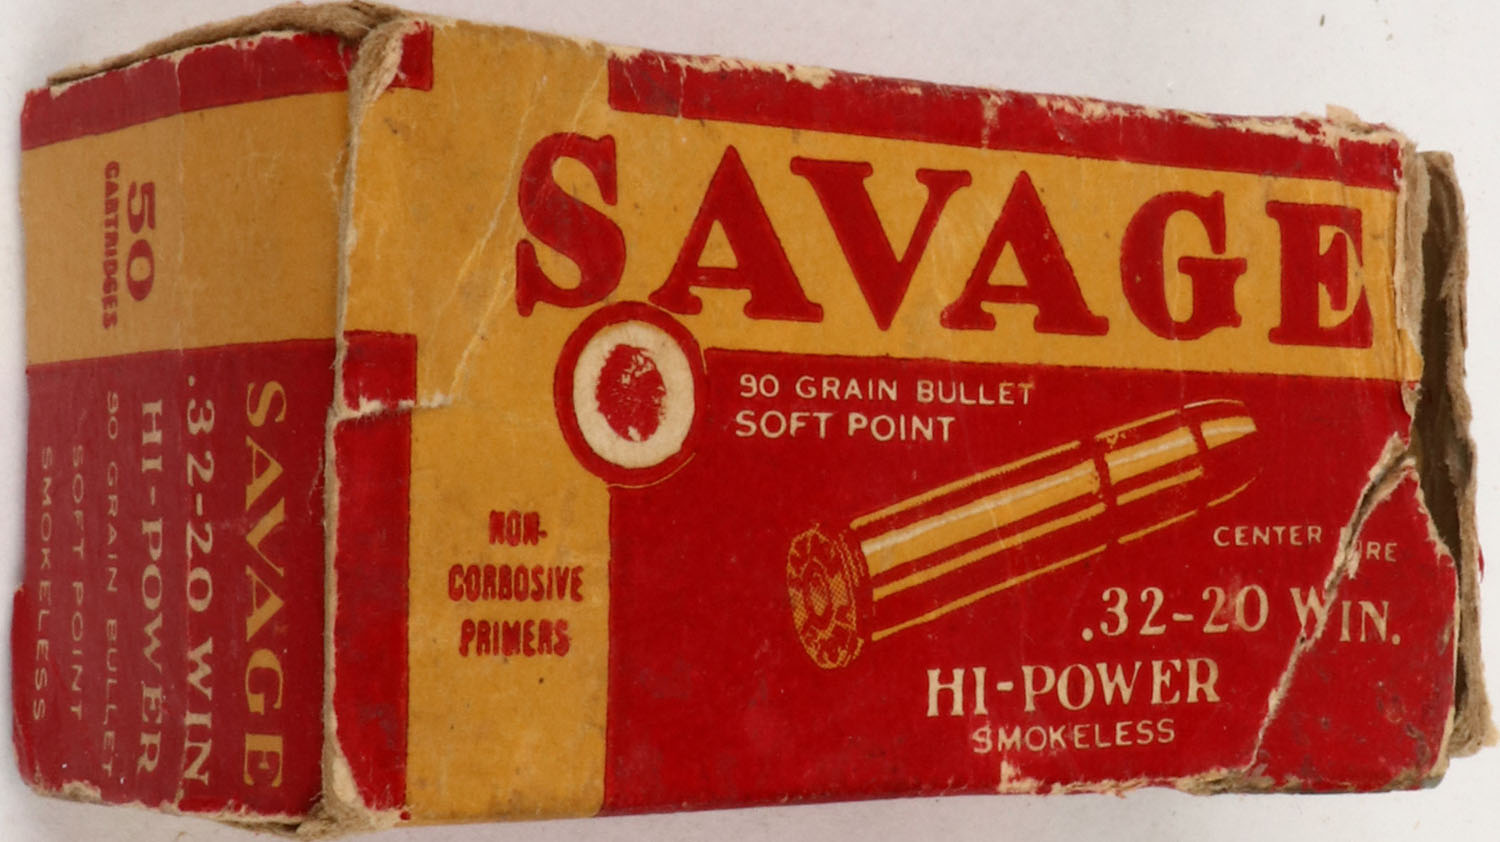 SAVAGE
90 GRAIN BULLET
SOFT POINT
NON-
CORROSIVE
PRIMERS
CENTER FIRE
.32-20 WIN.
HI-POWER
SMOKELESS
50
CARTRIDGES
SAVAGE
.32-20 WIN
HI-POWER
90 GRAIN BULLET
SOFT POINT
SMOKELESS